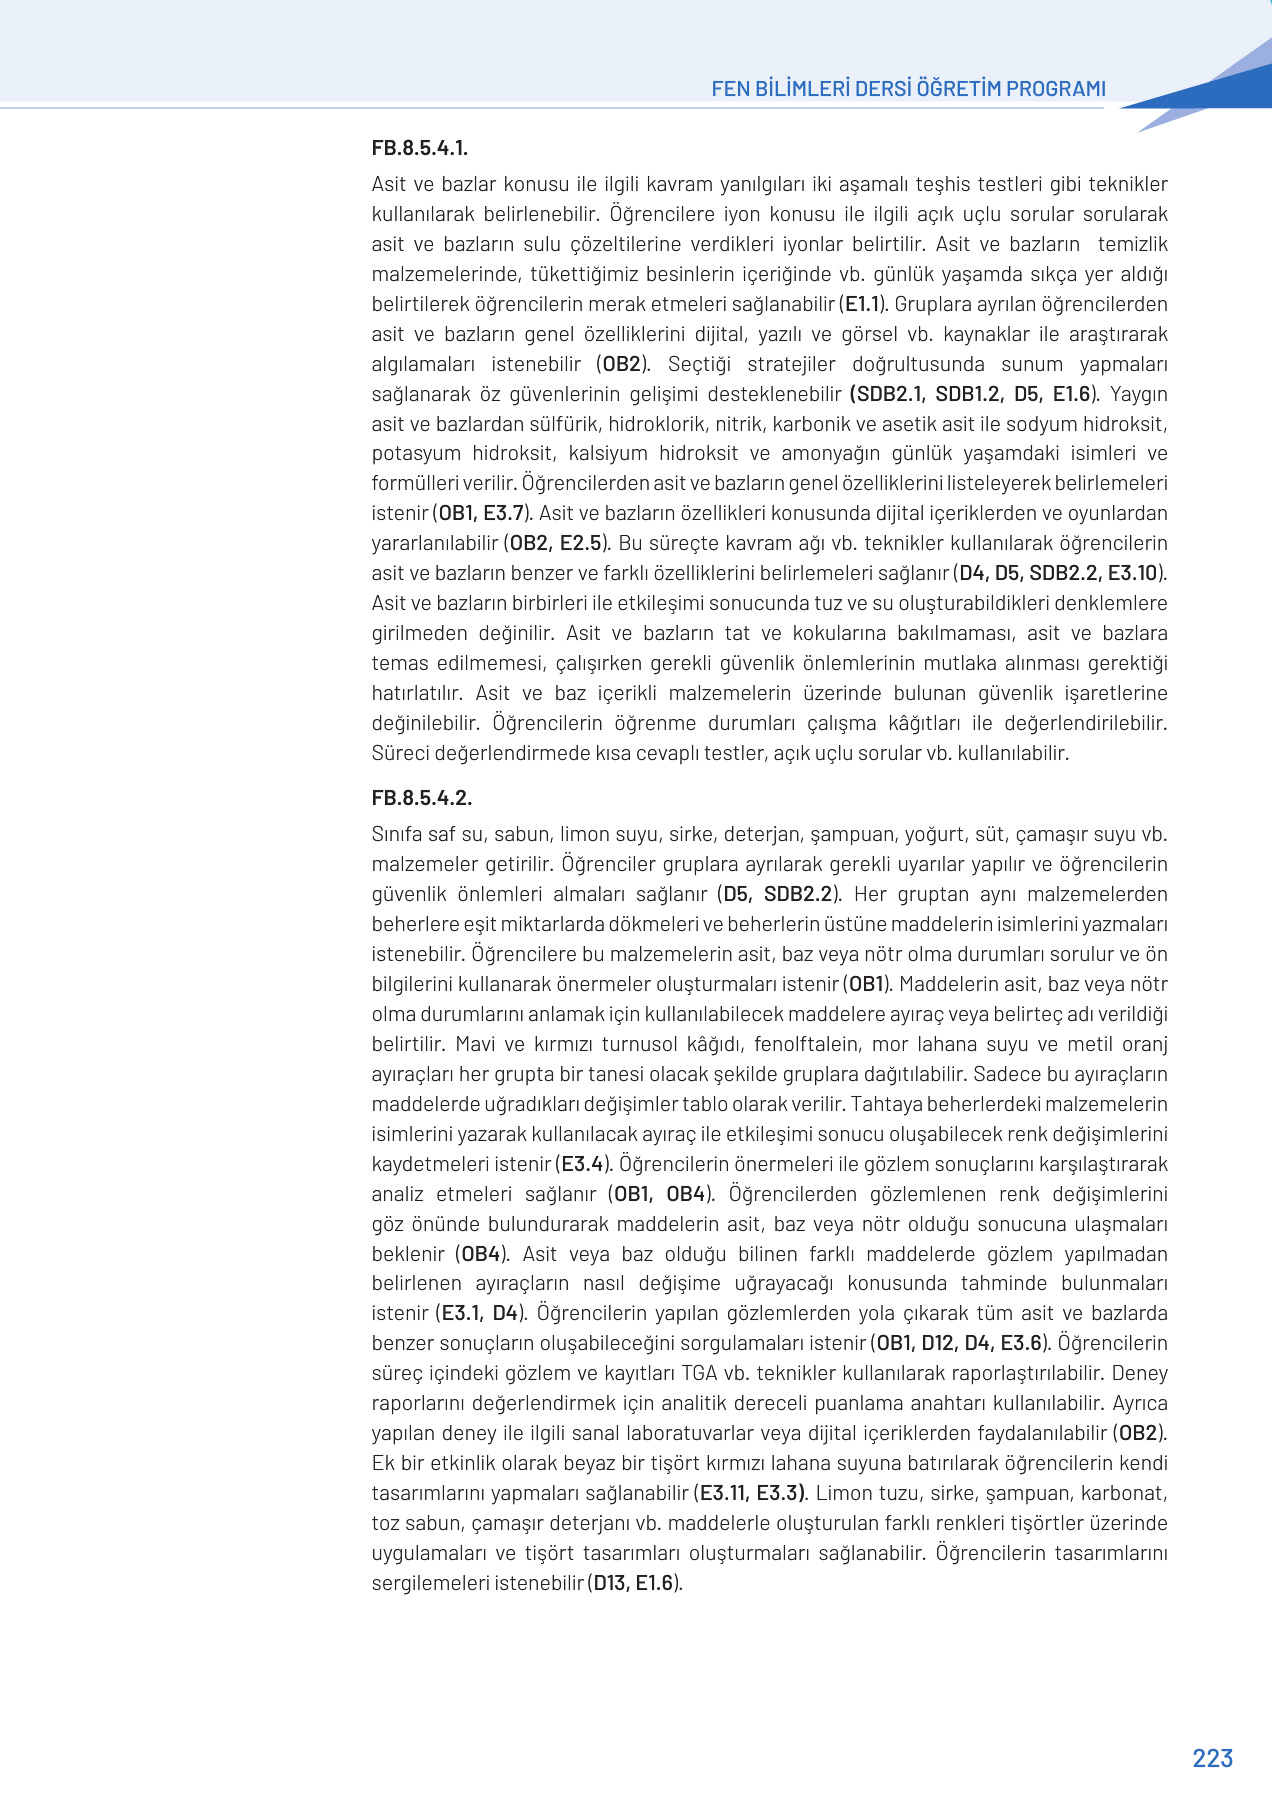 FEN BİLİMLERİ DERSİ ÖĞRETİM PROGRAMI
FB.8.5.4.1.
Asit ve bazlar konusu ile ilgili kavram yanılgıları iki aşamalı teşhis testleri gibi teknikler
kullanılarak belirlenebilir. Öğrencilere iyon konusu ile ilgili açık uçlu sorular sorularak
asit ve bazların sulu çözeltilerine verdikleri iyonlar belirtilir. Asit ve bazların temizlik
malzemelerinde, tükettiğimiz besinlerin içeriğinde vb. günlük yaşamda sıkça yer aldığı
belirtilerek öğrencilerin merak etmeleri sağlanabilir (E1.1). Gruplara ayrılan öğrencilerden
asit ve bazların genel özelliklerini dijital, yazılı ve görsel vb. kaynaklar ile araştırarak
algılamaları istenebilir (OB2). Seçtiği stratejiler doğrultusunda sunum yapmaları
sağlanarak öz güvenlerinin gelişimi desteklenebilir (SDB2.1, SDB1.2, D5, E1.6). Yaygın
asit ve bazlardan sülfürik, hidroklorik, nitrik, karbonik ve asetik asit ile sodyum hidroksit,
potasyum hidroksit, kalsiyum hidroksit ve amonyağın günlük yaşamdaki isimleri ve
formülleri verilir. Öğrencilerden asit ve bazların genel özelliklerini listeleyerek belirlemeleri
istenir (OB1, E3.7). Asit ve bazların özellikleri konusunda dijital içeriklerden ve oyunlardan
yararlanılabilir (OB2, E2.5). Bu süreçte kavram ağı vb. teknikler kullanılarak öğrencilerin
asit ve bazların benzer ve farklı özelliklerini belirlemeleri sağlanır (D4, D5, SDB2.2, E3.10).
Asit ve bazların birbirleri ile etkileşimi sonucunda tuz ve su oluşturabildikleri denklemlere
girilmeden değinilir. Asit ve bazların tat ve kokularına bakılmaması, asit ve bazlara
temas edilmemesi, çalışırken gerekli güvenlik önlemlerinin mutlaka alınması gerektiği
hatırlatılır. Asit ve baz içerikli malzemelerin üzerinde bulunan güvenlik işaretlerine
değinilebilir. Öğrencilerin öğrenme durumları çalışma kâğıtları ile değerlendirilebilir.
Süreci değerlendirmede kısa cevaplı testler, açık uçlu sorular vb. kullanılabilir.
FB.8.5.4.2.
Sınıfa saf su, sabun, limon suyu, sirke, deterjan, şampuan, yoğurt, süt, çamaşır suyu vb.
malzemeler getirilir. Öğrenciler gruplara ayrılarak gerekli uyarılar yapılır ve öğrencilerin
güvenlik önlemleri almaları sağlanır (D5, SDB2.2). Her gruptan aynı malzemelerden
beherlere eşit miktarlarda dökmeleri ve beherlerin üstüne maddelerin isimlerini yazmaları
istenebilir. Öğrencilere bu malzemelerin asit, baz veya nötr olma durumları sorulur ve ön
bilgilerini kullanarak önermeler oluşturmaları istenir (OB1). Maddelerin asit, baz veya nötr
olma durumlarını anlamak için kullanılabilecek maddelere ayıraç veya belirteç adı verildiği
belirtilir. Mavi ve kırmızı turnusol kâğıdı, fenolftalein, mor lahana suyu ve metil oranj
ayıraçları her grupta bir tanesi olacak şekilde gruplara dağıtılabilir. Sadece bu ayıraçların
maddelerde uğradıkları değişimler tablo olarak verilir. Tahtaya beherlerdeki malzemelerin
isimlerini yazarak kullanılacak ayıraç ile etkileşimi sonucu oluşabilecek renk değişimlerini
kaydetmeleri istenir (E3.4). Öğrencilerin önermeleri ile gözlem sonuçlarını karşılaştırarak
analiz etmeleri sağlanır (OB1, OB4). Öğrencilerden gözlemlenen renk değişimlerini
göz önünde bulundurarak maddelerin asit, baz veya nötr olduğu sonucuna ulaşmaları
beklenir (OB4). Asit veya baz olduğu bilinen farklı maddelerde gözlem yapılmadan
belirlenen ayıraçların nasıl değişime uğrayacağı konusunda tahminde bulunmaları
istenir (E3.1, D4). Öğrencilerin yapılan gözlemlerden yola çıkarak tüm asit ve bazlarda
benzer sonuçların oluşabileceğini sorgulamaları istenir (OB1, D12, D4, E3.6). Öğrencilerin
süreç içindeki gözlem ve kayıtları TGA vb. teknikler kullanılarak raporlaştırılabilir. Deney
raporlarını değerlendirmek için analitik dereceli puanlama anahtarı kullanılabilir. Ayrıca
yapılan deney ile ilgili sanal laboratuvarlar veya dijital içeriklerden faydalanılabilir (OB2).
Ek bir etkinlik olarak beyaz bir tişört kırmızı lahana suyuna batırılarak öğrencilerin kendi
tasarımlarını yapmaları sağlanabilir (E3.11, E3.3). Limon tuzu, sirke, şampuan, karbonat,
toz sabun, çamaşır deterjanı vb. maddelerle oluşturulan farklı renkleri tişörtler üzerinde
uygulamaları ve tişört tasarımları oluşturmaları sağlanabilir. Öğrencilerin tasarımlarını
sergilemeleri istenebilir (D13, E1.6).
223